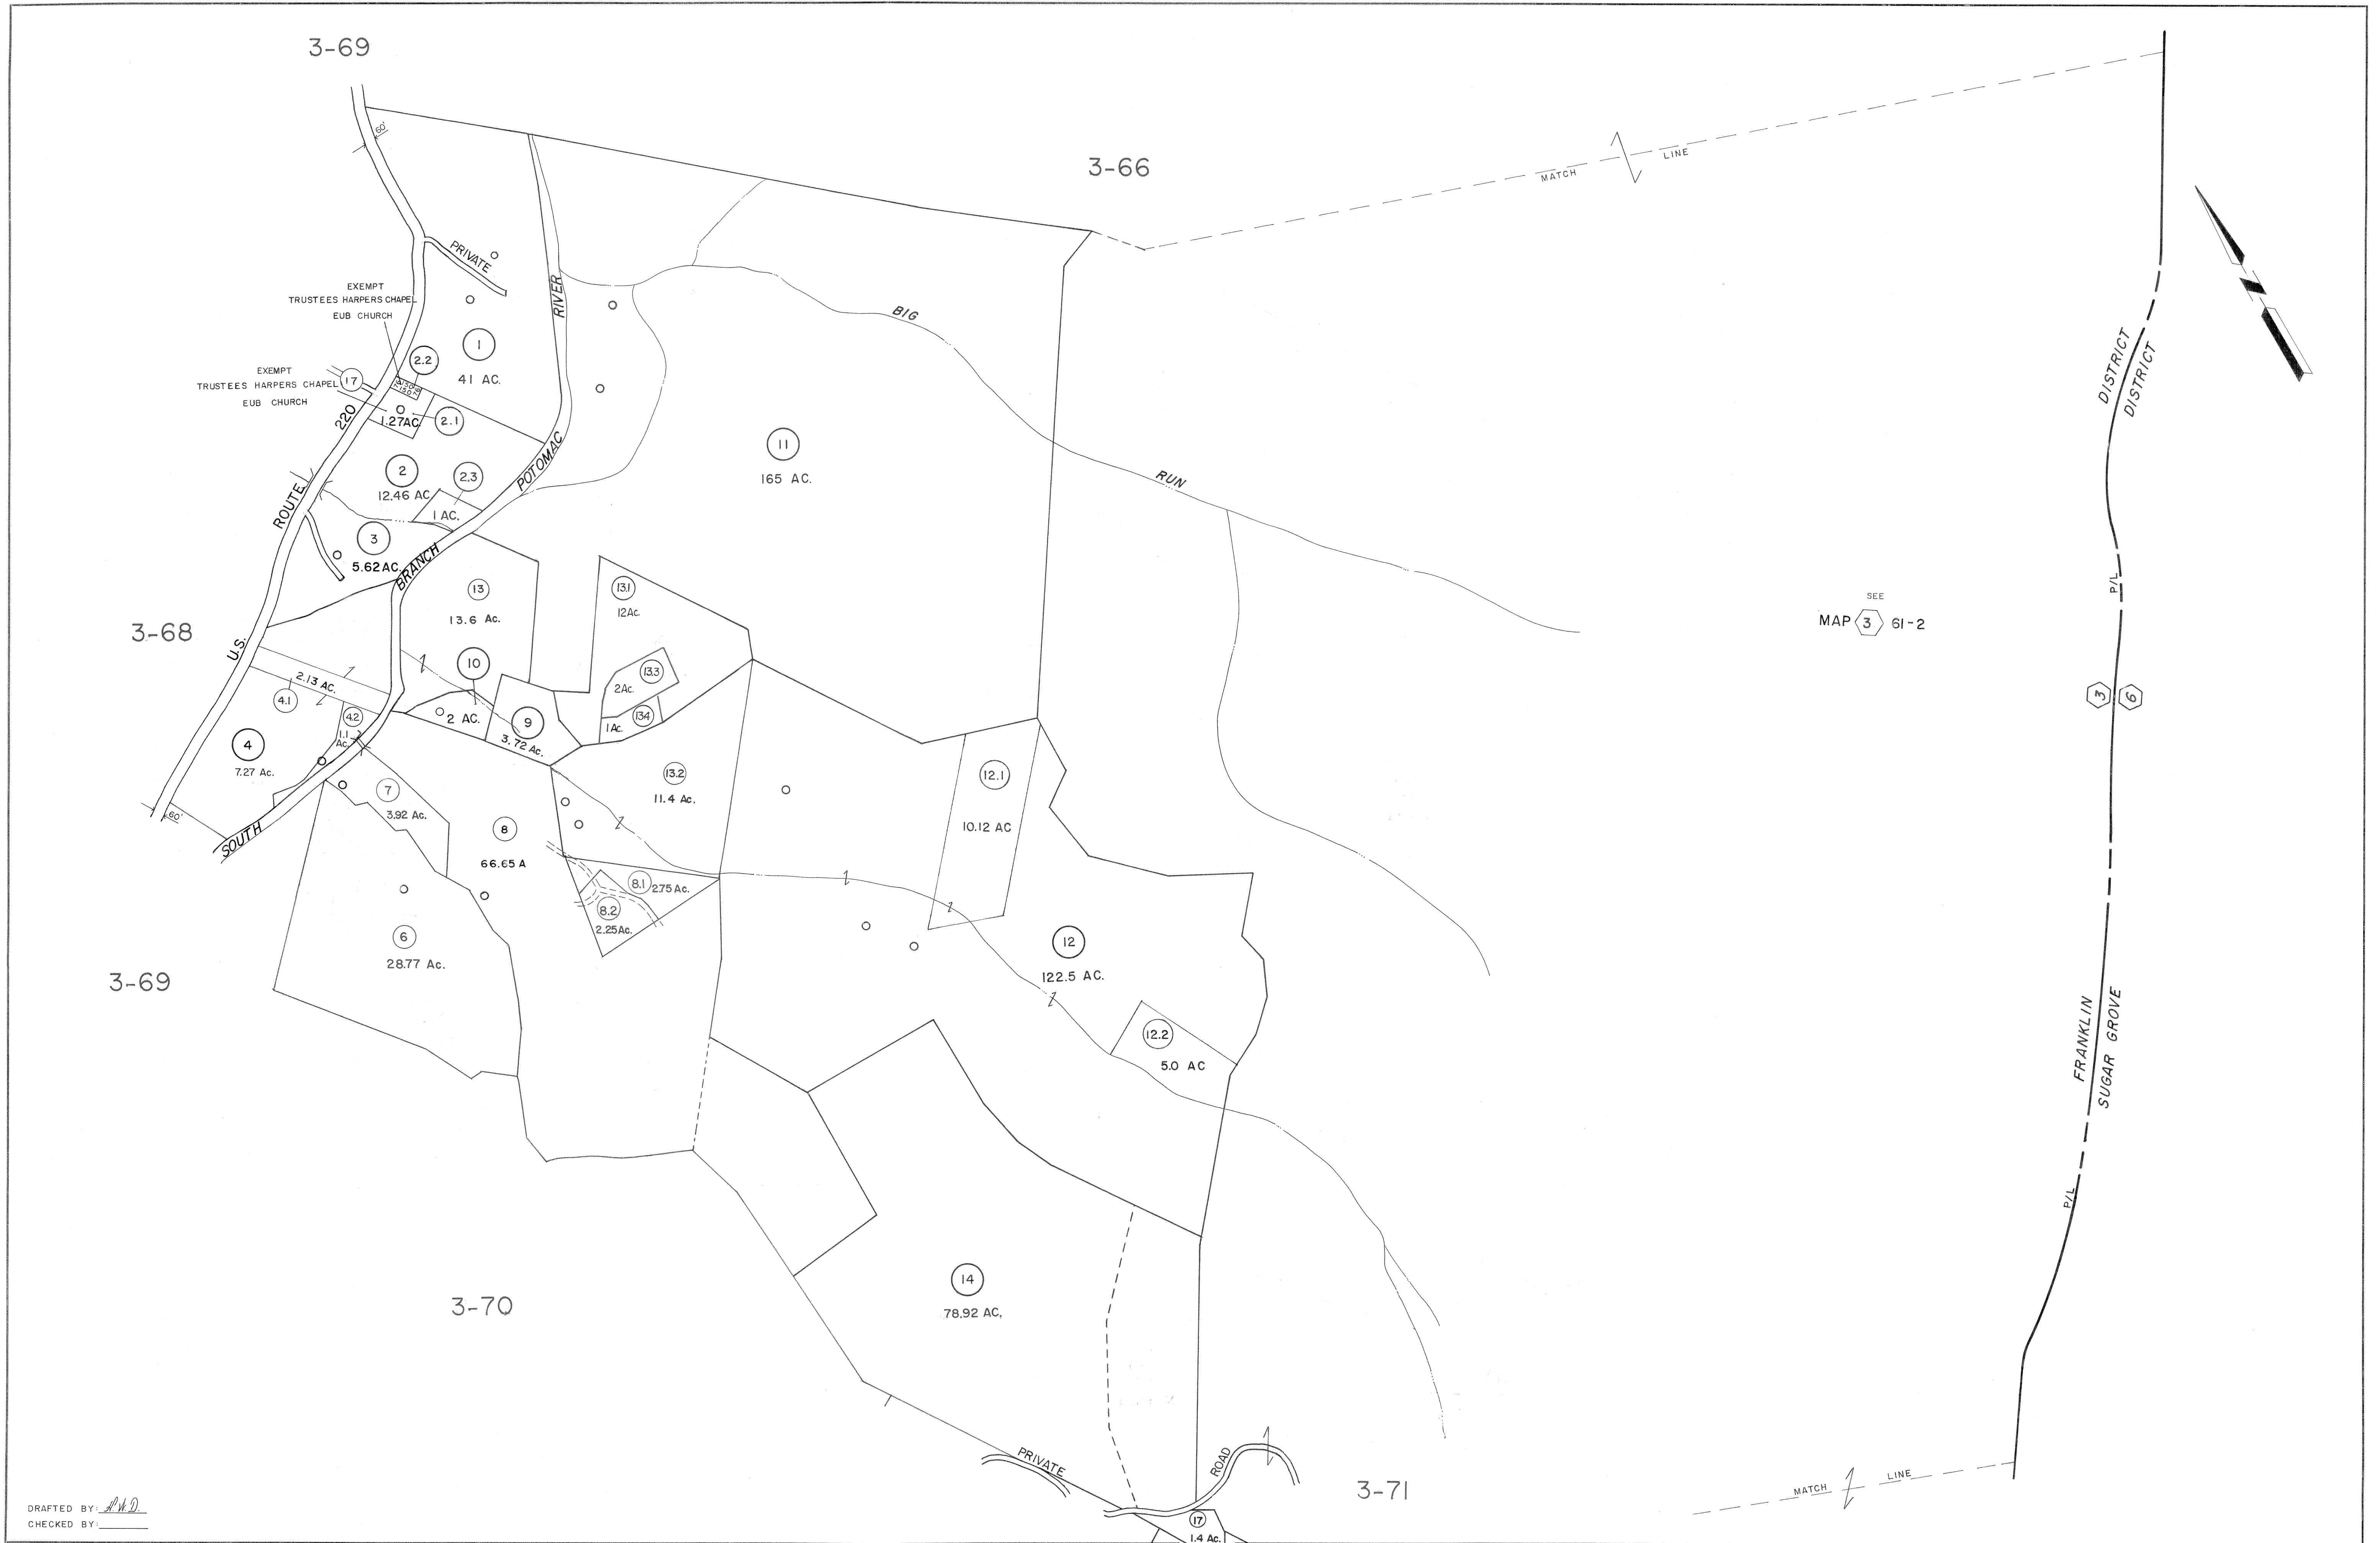 3-69
60'
3-66
MATCH LINE
PRIVATE
RIVER
EXEMPT
TRUSTEES HARPERS CHAPEL
EUB CHURCH
BIG
DISTRICT
DISTRICT
1
41 AC.
2.2
EXEMPT
TRUSTEES HARPERS CHAPEL
EUB CHURCH
17
220
1.27AC.
2.1
POTOMAC
11
165 AC.
2
12.46 AC.
2.3
1 AC.
RUN
ROUTE
3
5.62 AC.
BRANCH
13
13.6 Ac.
13.1
12Ac.
SEE
MAP 3 61-2
P/L
3-68
U.S.
10
2 AC.
13.3
2Ac.
13.4
1 Ac.
2.13 AC.
4.1
4.2
1.1
Ac.
3
6
9
3.72 Ac.
4
7.27 Ac.
13.2
11.4 Ac.
12.1
10.12 AC
7
3.92 Ac.
60'
SOUTH
8
66.65 A
8.1
2.75 Ac.
8.2
2.25Ac.
6
28.77 Ac.
12
122.5 AC.
3-69
12.2
5.0 AC
FRANKLIN
SUGAR GROVE
P/L
14
78.92 AC.
3-70
PRIVATE
ROAD
3-71
MATCH LINE
17
1.4 Ac.
DRAFTED BY:
CHECKED BY: